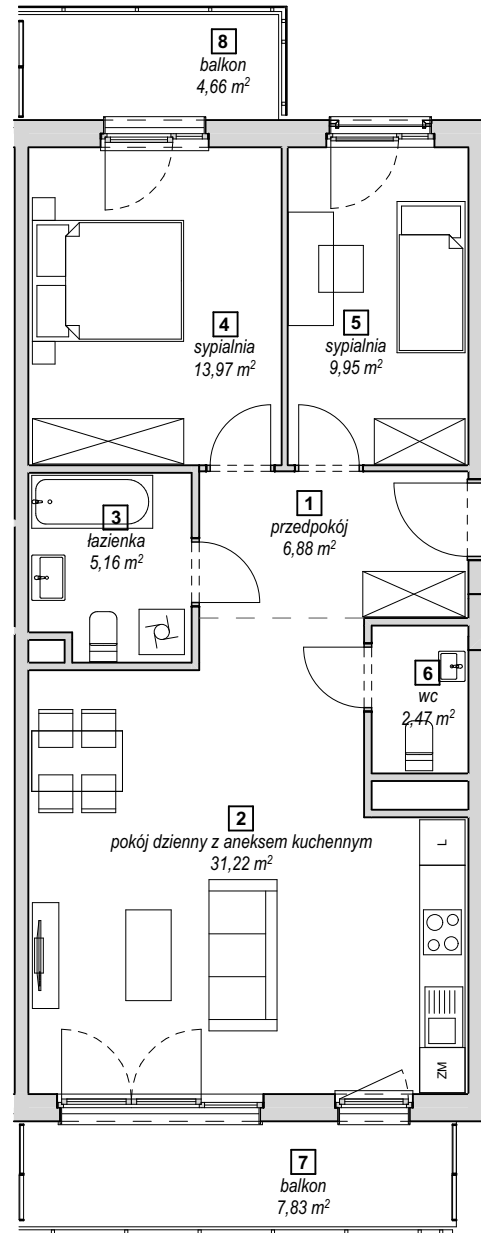 8
balkon
4,66 m²
4
sypialnia
13,97 m²
5
sypialnia
9,95 m²
1
przedpokój
6,88 m²
3
łazienka
5,16 m²
6
wc
2,47 m²
2
pokój dzienny z aneksem kuchennym
31,22 m²
L
ZM
7
balkon
7,83 m²